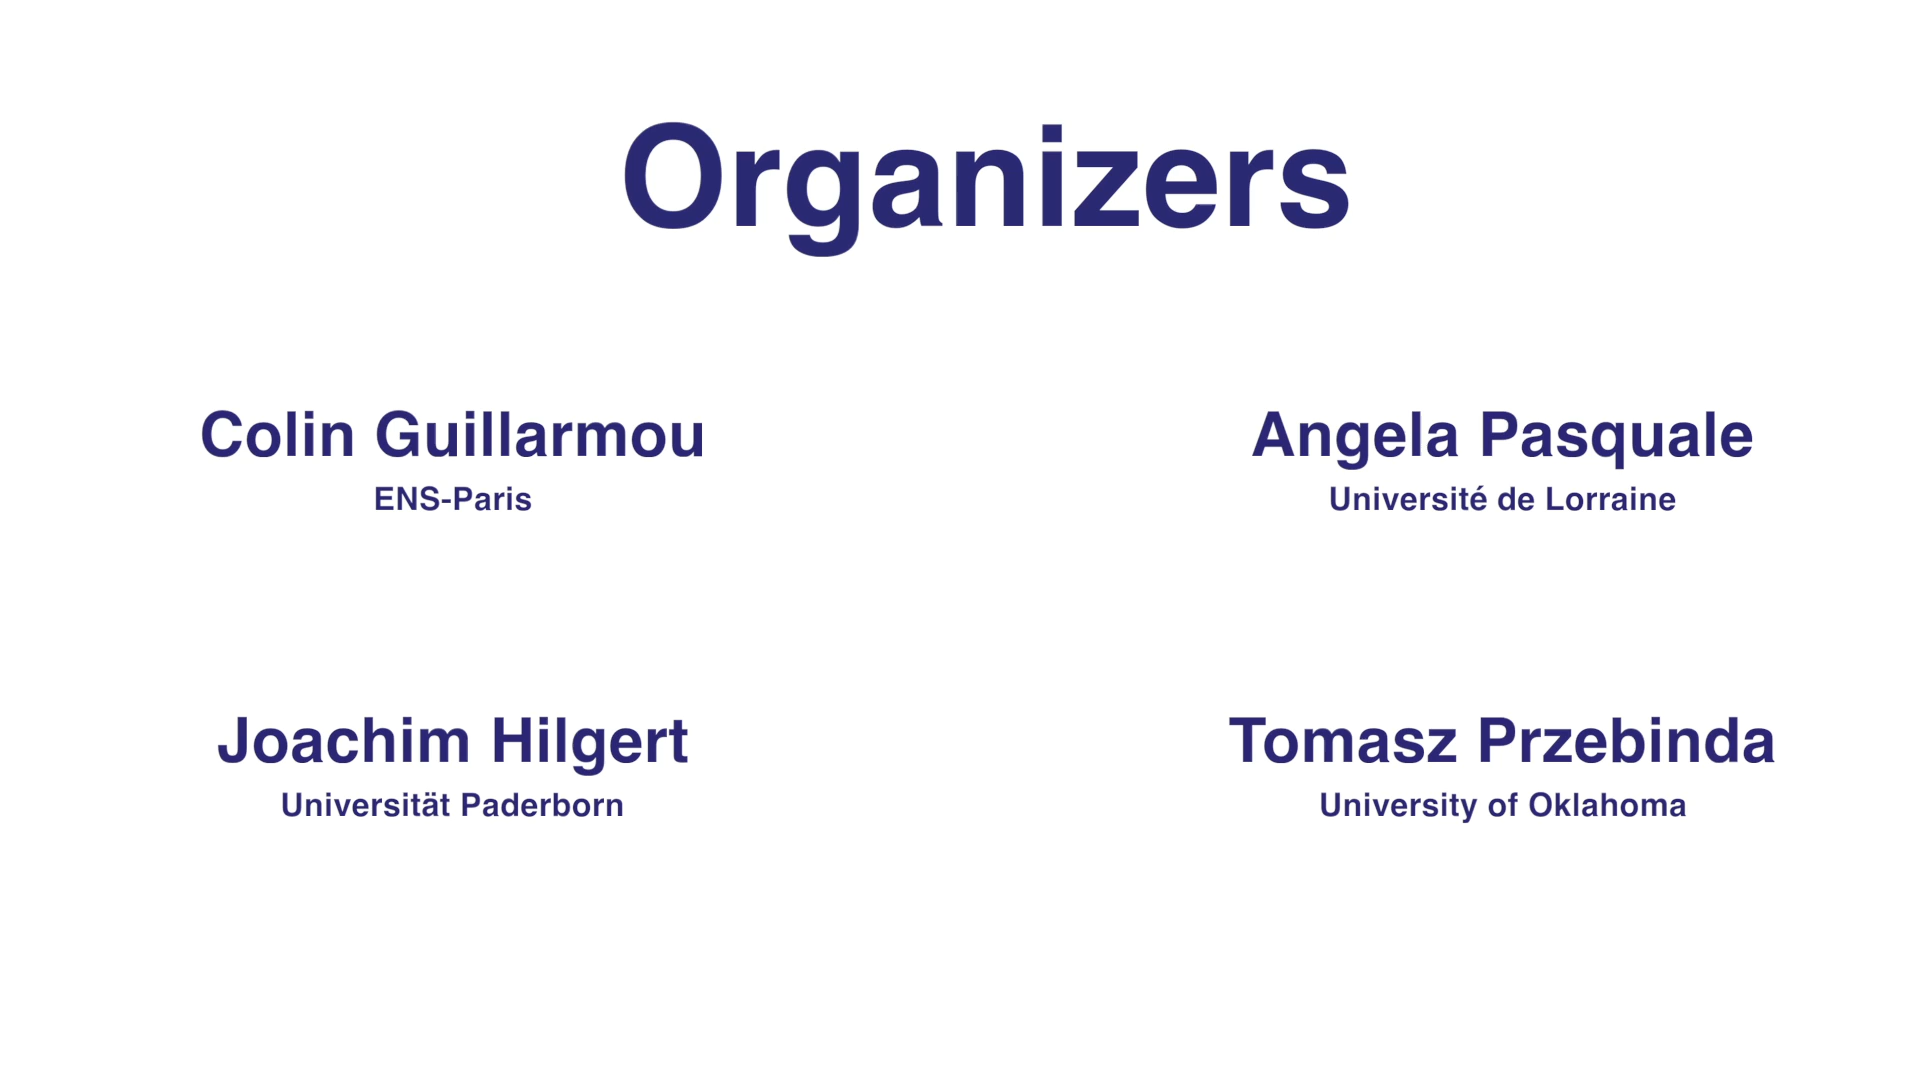 Organizers
Colin Guillarmou
ENS-Paris
Angela Pasquale
Université de Lorraine
Joachim Hilgert
Universität Paderborn
Tomasz Przebinda
University of Oklahoma